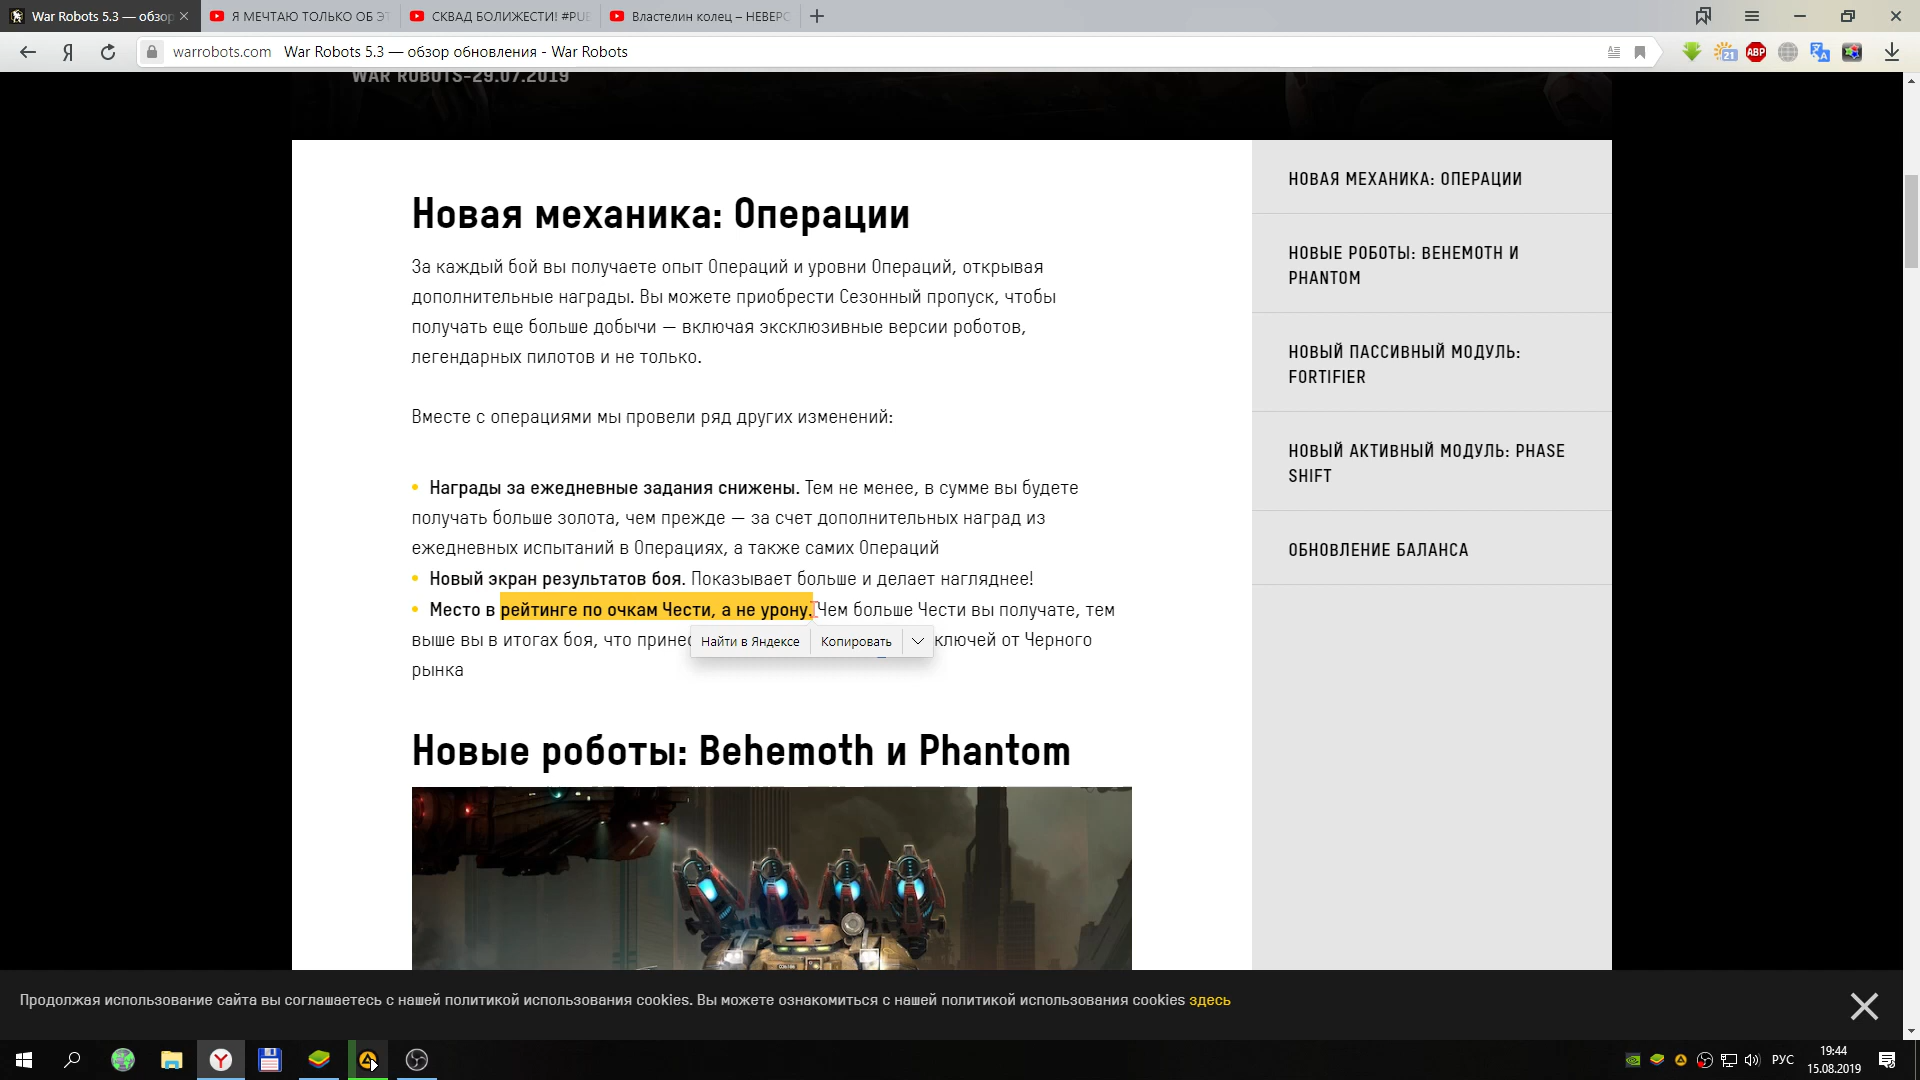 War Robots 5.3 — обзор
Я МЕЧТАЮ ТОЛЬКО ОБ ЭТ
СКВАД БОЛИЖЕСТИ! #PUB
Властелин колец – НЕВЕРО
warrobots.com War Robots 5.3 — обзор обновления - War Robots
21
ABP
WAR ROBOTS-29.07.2019
Новая механика: Операции
За каждый бой вы получаете опыт Операций и уровни Операций, открывая
дополнительные награды. Вы можете приобрести Сезонный пропуск, чтобы
получать еще больше добычи — включая эксклюзивные версии роботов,
легендарных пилотов и не только.
Вместе с операциями мы провели ряд других изменений:
• Награды за ежедневные задания снижены. Тем не менее, в сумме вы будете
получать больше золота, чем прежде — за счет дополнительных наград из
ежедневных испытаний в Операциях, а также самих Операций
• Новый экран результатов боя. Показывает больше и делает нагляднее!
• Место в рейтинге по очкам Чести, а не урону. Чем больше Чести вы получате, тем
выше вы в итогах боя, что принес
Найти в Яндексе Копировать
ключей от Черного
рынка
Новые роботы: Behemoth и Phantom
НОВАЯ МЕХАНИКА: ОПЕРАЦИИ
НОВЫЕ РОБОТЫ: BEHEMOTH И
PHANTOM
НОВЫЙ ПАССИВНЫЙ МОДУЛЬ:
FORTIFIER
НОВЫЙ АКТИВНЫЙ МОДУЛЬ: PHASE
SHIFT
ОБНОВЛЕНИЕ БАЛАНСА
Продолжая использование сайта вы соглашаетесь с нашей политикой использования cookies. Вы можете ознакомиться с нашей политикой использования cookies здесь
РУС
19:44
15.08.2019